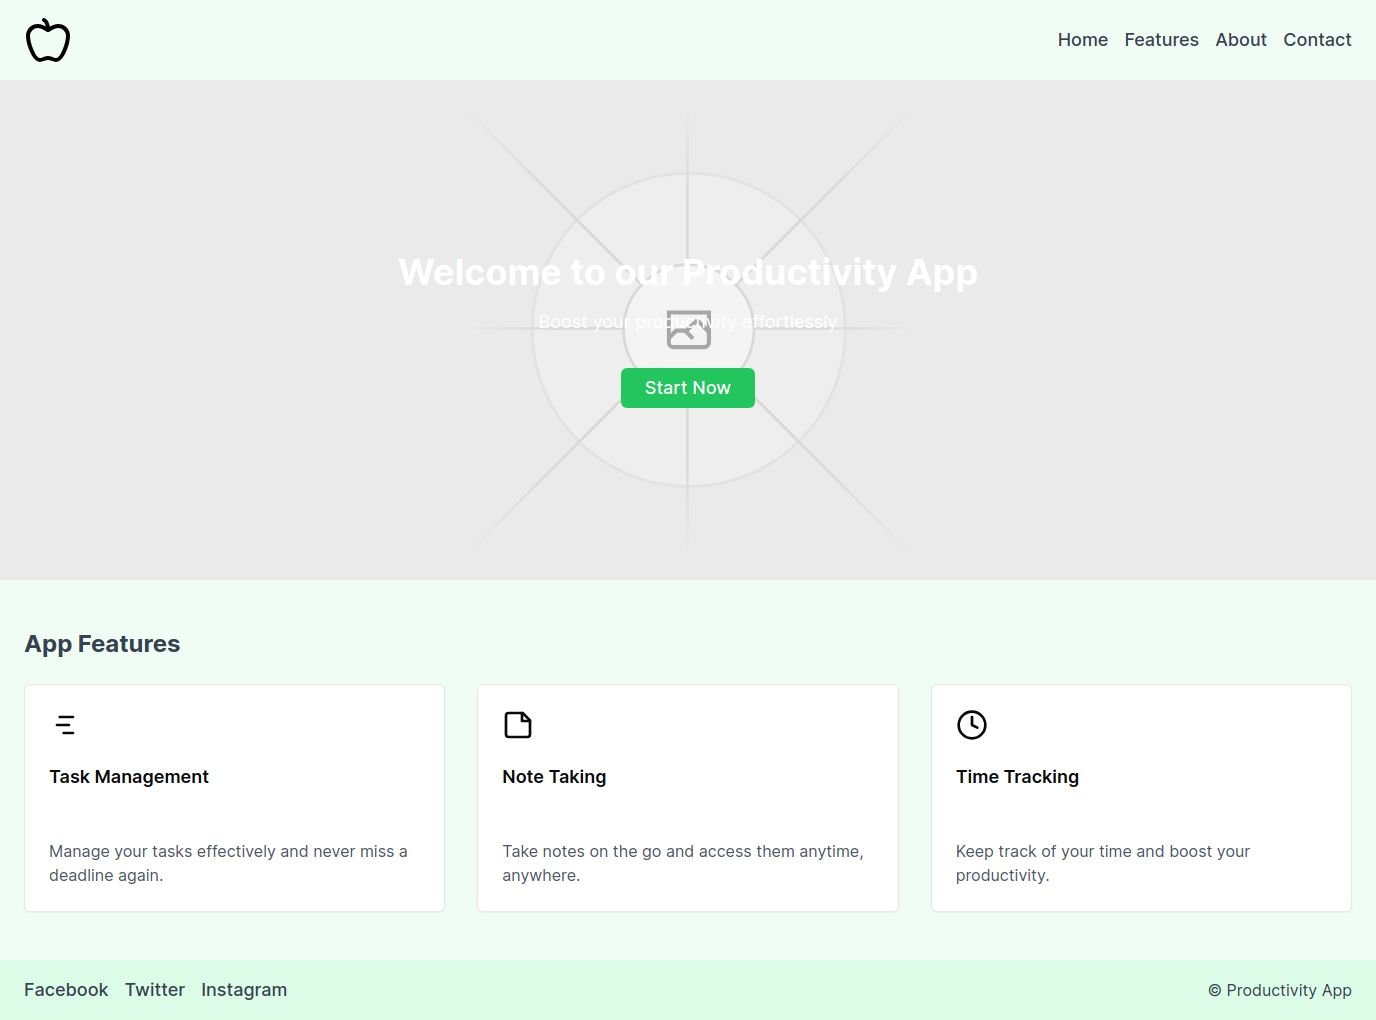 Home Features About Contact
Welcome to our Productivity App
Boost your productivity effortlessly
Start Now
App Features
Task Management
Manage your tasks effectively and never miss a
deadline again.
Note Taking
Take notes on the go and access them anytime,
anywhere.
Time Tracking
Keep track of your time and boost your
productivity.
Facebook Twitter Instagram
© Productivity App